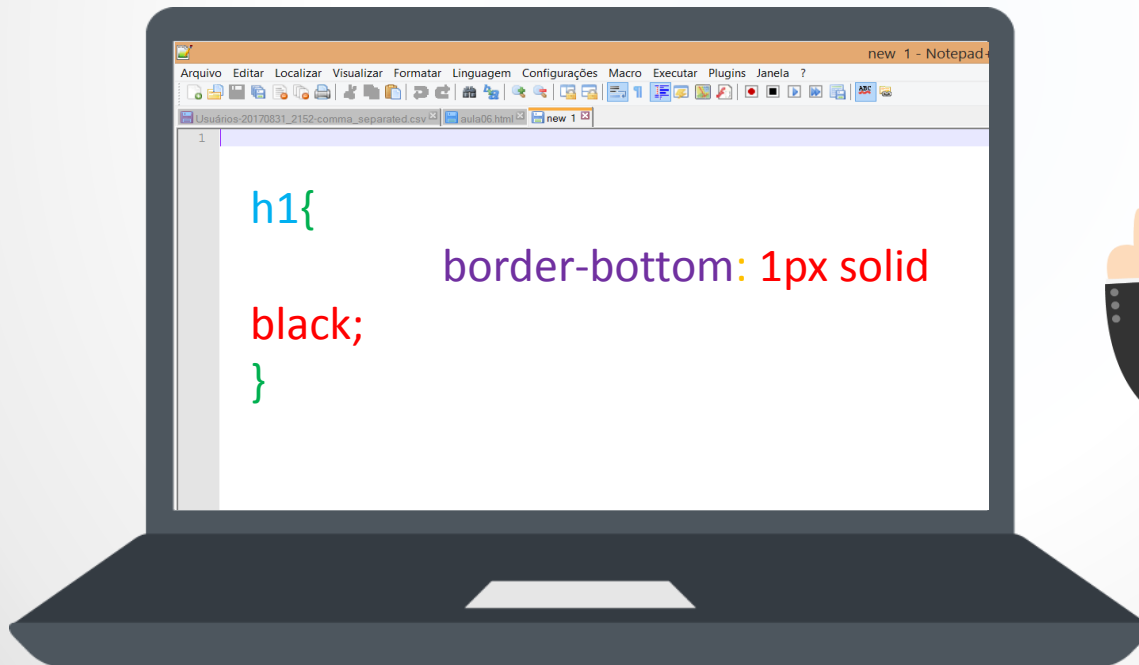 new 1 - Notepad+
Arquivo Editar Localizar Visualizar Formatar Linguagem Configurações Macro Executar Plugins Janela ?
ABC
Usuários-20170831_2152-comma_separated.csv aula06.html new 1
1
h1{
border-bottom: 1px solid
black;
}